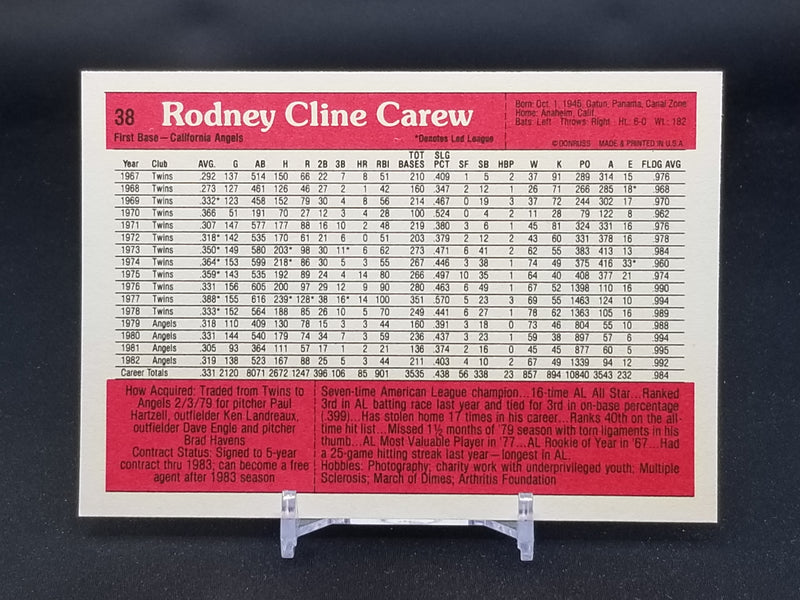 38 Rodney Cline Carew
First Base—California Angels
*Denotes Led League
Born: Oct. 1, 1945, Gatun, Panama, Canal Zone
Home: Anaheim, Calif.
Bats: Left Throws: Right Ht.: 6-0 Wt.: 182
© DONRUSS MADE & PRINTED IN U.S.A.
Year Club AVG. G AB H R 2B 3B HR RBI TOT BASES SLG PCT SF SB HBP W K PO A E FLDG AVG
1967 Twins .292 137 514 150 66 22 7 8 51 210 .409 1 5 2 37 91 289 314 15 .976
1968 Twins .273 127 461 126 46 27 2 1 42 160 .347 2 12 1 26 71 266 285 18* .968
1969 Twins .332* 123 458 152 79 30 4 8 56 214 .467 0 19 3 37 72 244 302 17 .970
1970 Twins .366 51 191 70 27 12 3 4 28 100 .524 0 4 2 11 28 79 122 8 .962
1971 Twins .307 147 577 177 88 16 10 2 48 219 .380 3 6 1 45 81 324 331 16 .976
1972 Twins .318* 142 535 170 61 21 6 0 51 203 .379 2 12 2 43 60 331 378 16 .978
1973 Twins .350* 149 580 203* 98 30 11* 6 62 273 .471 6 41 2 62 55 383 413 13 .984
1974 Twins .364* 153 599 218* 86 30 5 3 55 267 .446 3 38 1 74 49 375 416 33* .960
1975 Twins .359* 143 535 192 89 24 4 14 80 266 .497 10 35 1 64 40 408 377 21 .974
1976 Twins .331 156 605 200 97 29 12 9 90 280 .463 6 49 1 67 52 1398 110 16 .990
1977 Twins .388* 155 616 239* 128* 38 16* 14 100 351 .570 5 23 3 69 55 1463 124 10 .994
1978 Twins .333* 152 564 188 85 26 10 5 70 249 .441 6 27 1 78 62 1363 105 16 .989
1979 Angels .318 110 409 130 78 15 3 3 44 160 .391 3 18 0 73 46 804 55 10 .988
1980 Angels .331 144 540 179 74 34 7 3 59 236 .437 3 23 1 59 38 897 57 6 .994
1981 Angels .305 93 364 111 57 17 1 2 21 136 .374 2 16 0 45 45 877 60 5 .995
1982 Angels .319 138 523 167 88 25 5 3 44 211 .403 4 10 2 67 49 1339 94 12 .992
Career Totals .331 2120 8071 2672 1247 396 106 85 901 3535 .438 56 338 23 857 894 10840 3543 232 .984
How Acquired: Traded from Twins to
Angels 2/3/79 for pitcher Paul
Hartzell, outfielder Ken Landreaux,
outfielder Dave Engle and pitcher
Brad Havens
Contract Status: Signed to 5-year
contract thru 1983; can become a free
agent after 1983 season
Seven-time American League champion...16-time AL All Star...Ranked
3rd in AL batting race last year and tied for 3rd in on-base percentage
(.399)...Has stolen home 17 times in his career...Ranks 40th on the all-
time hit list...Missed 1½ months of '79 season with torn ligaments in his
thumb...AL Most Valuable Player in '77...AL Rookie of Year in '67...Had
a 25-game hitting streak last year—longest in AL.
Hobbies: Photography; charity work with underprivileged youth; Multiple
Sclerosis; March of Dimes; Arthritis Foundation